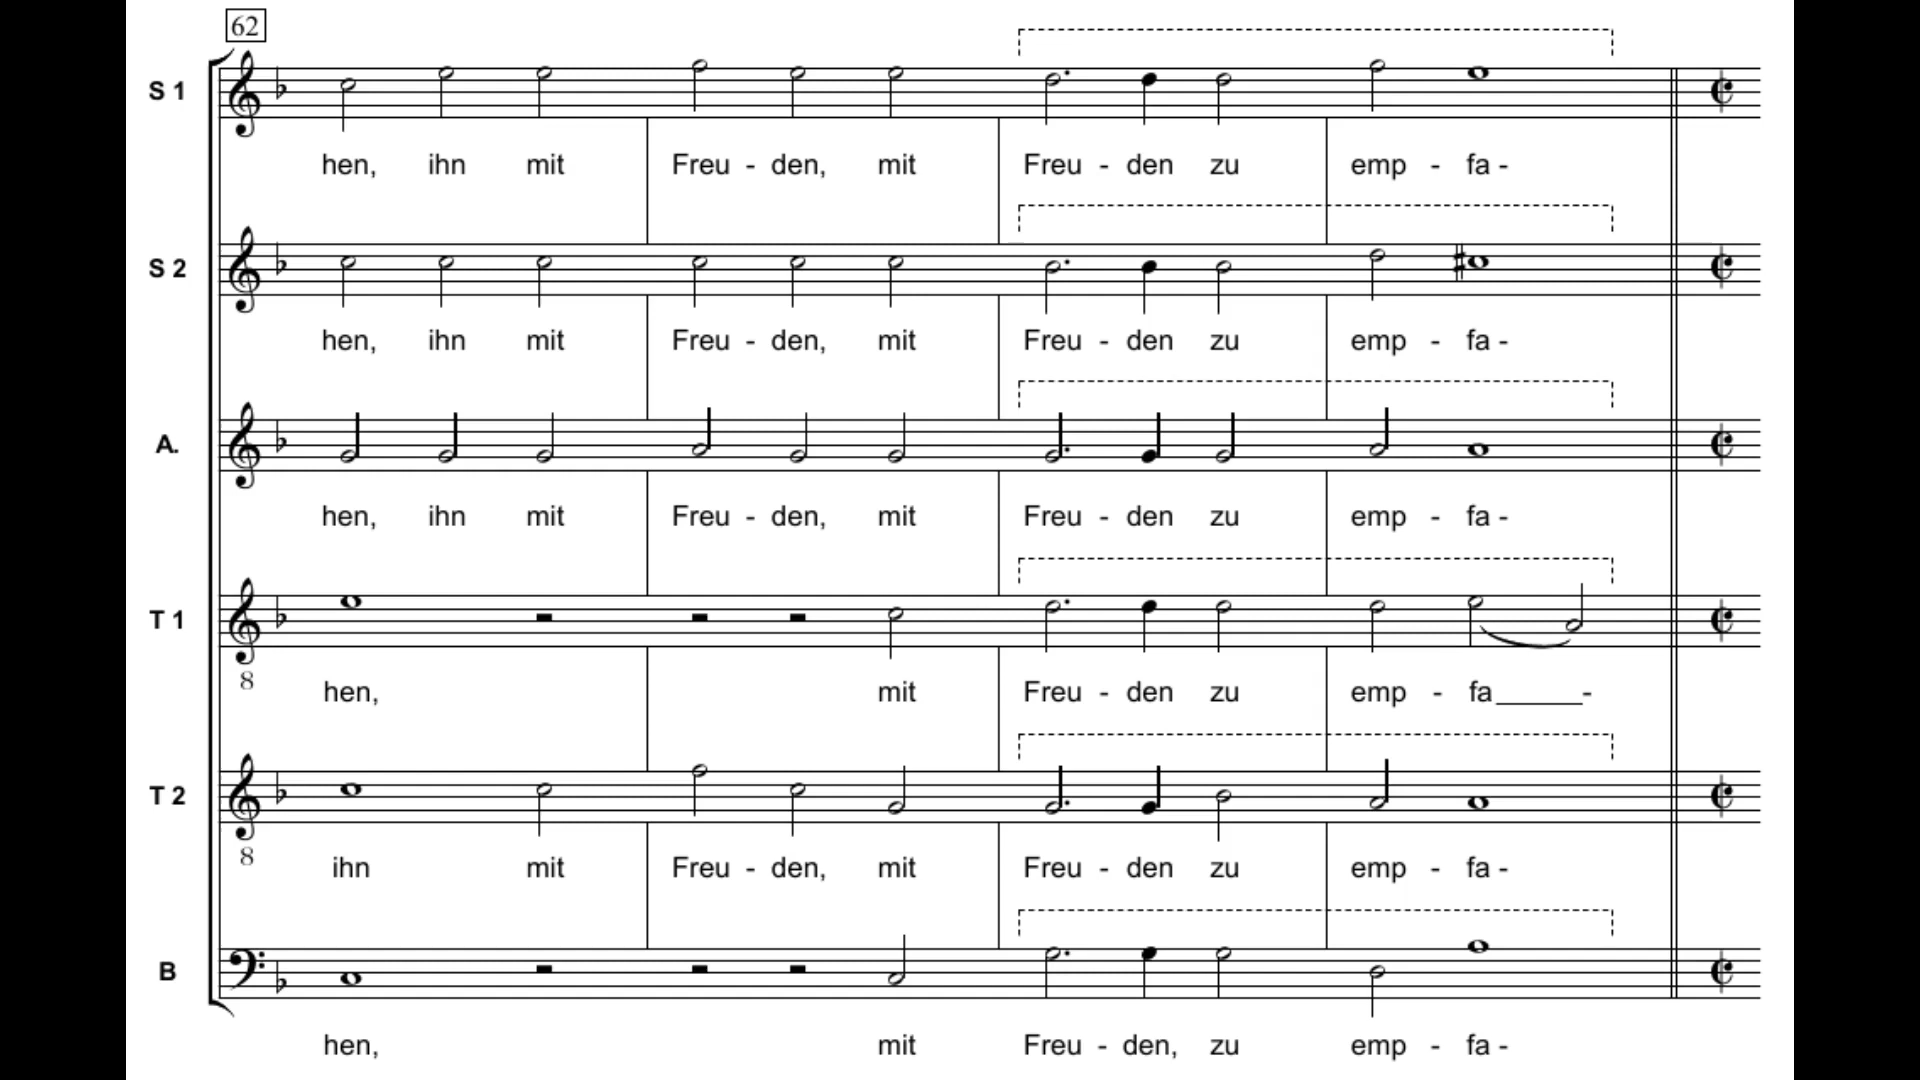 62
S 1
hen, ihn mit Freu - den, mit Freu - den zu emp - fa -
S 2
hen, ihn mit Freu - den, mit Freu - den zu emp - fa -
A.
hen, ihn mit Freu - den, mit Freu - den zu emp - fa -
T 1
8
hen, mit Freu - den zu emp - fa______-
T 2
8
ihn mit Freu - den, mit Freu - den zu emp - fa -
B
hen, mit Freu - den, zu emp - fa -